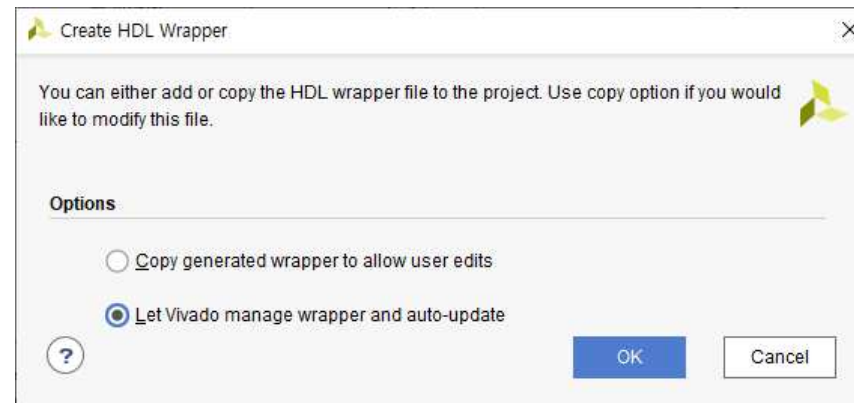 Create HDL Wrapper
You can either add or copy the HDL wrapper file to the project. Use copy option if you would
like to modify this file.
Options
Copy generated wrapper to allow user edits
Let Vivado manage wrapper and auto-update
?
OK
Cancel